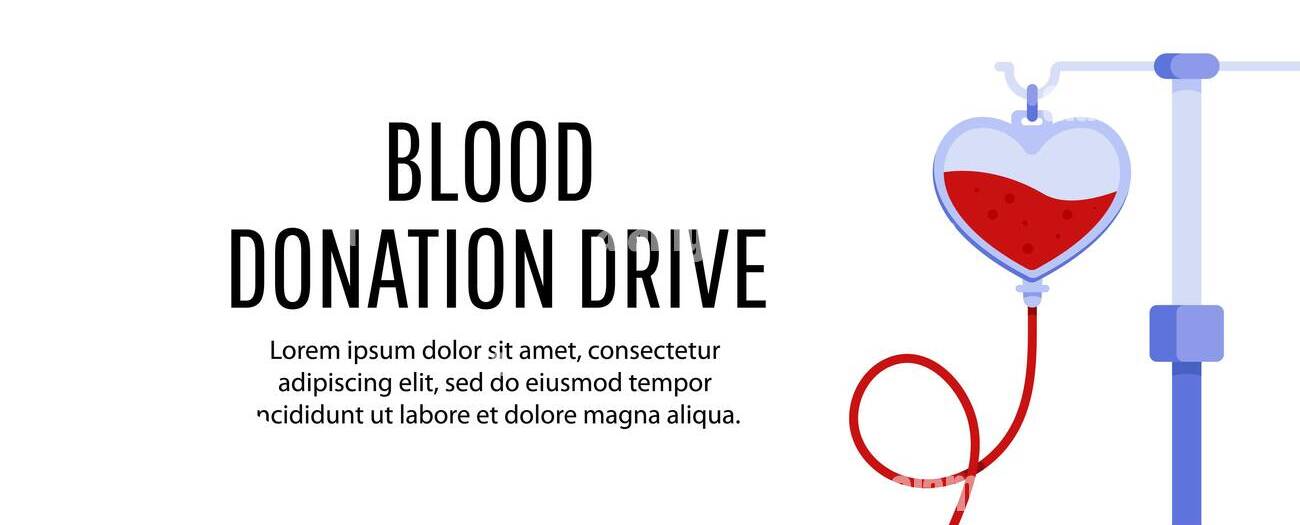 BLOOD
DONATION DRIVE
Lorem ipsum dolor sit amet, consectetur
adipiscing elit, sed do eiusmod tempor
ncididunt ut labore et dolore magna aliqua.